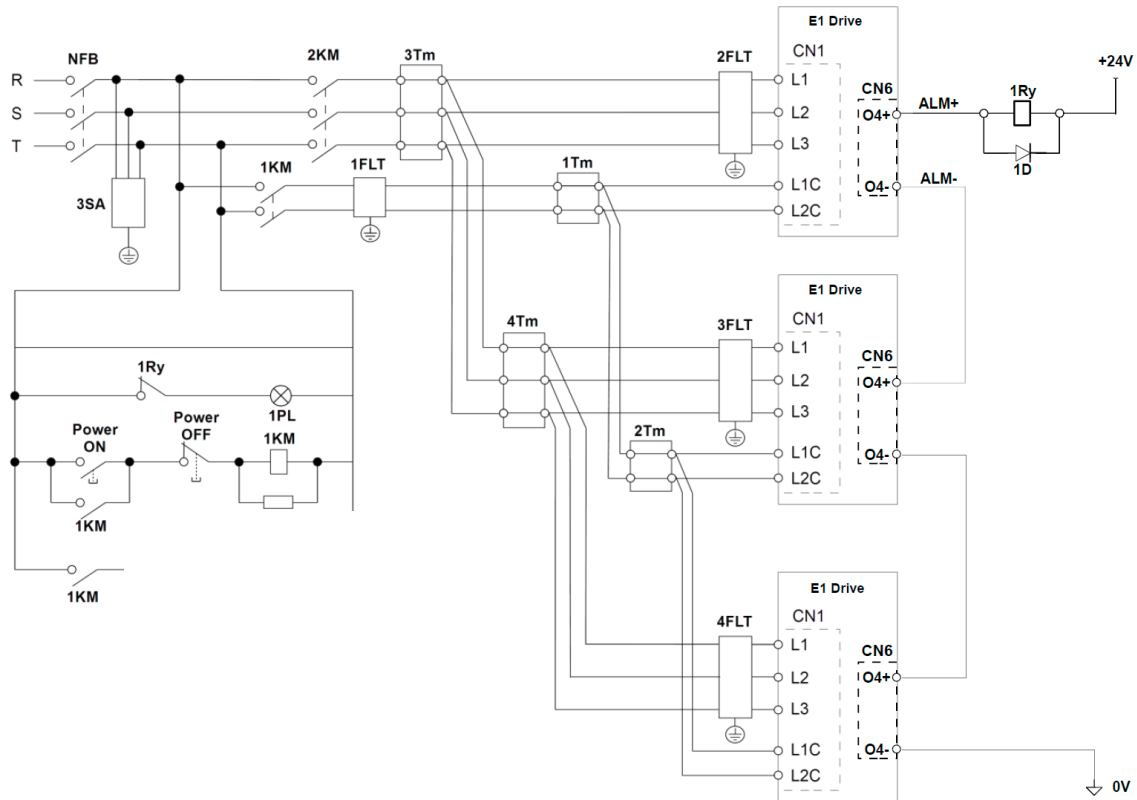 E1 Drive
NFB
2KM
3Tm
2FLT
CN1
+24V
R
L1
CN6
1Ry
S
L2
O4+
ALM+
T
L3
1D
1KM
1FLT
1Tm
L1C
O4-
ALM-
3SA
L2C
E1 Drive
4Tm
3FLT
CN1
L1
CN6
1Ry
L2
O4+
1PL
L3
Power
ON
Power
OFF
1KM
2Tm
L1C
O4-
L2C
1KM
1KM
E1 Drive
4FLT
CN1
L1
CN6
L2
O4+
L3
L1C
O4-
L2C
0V